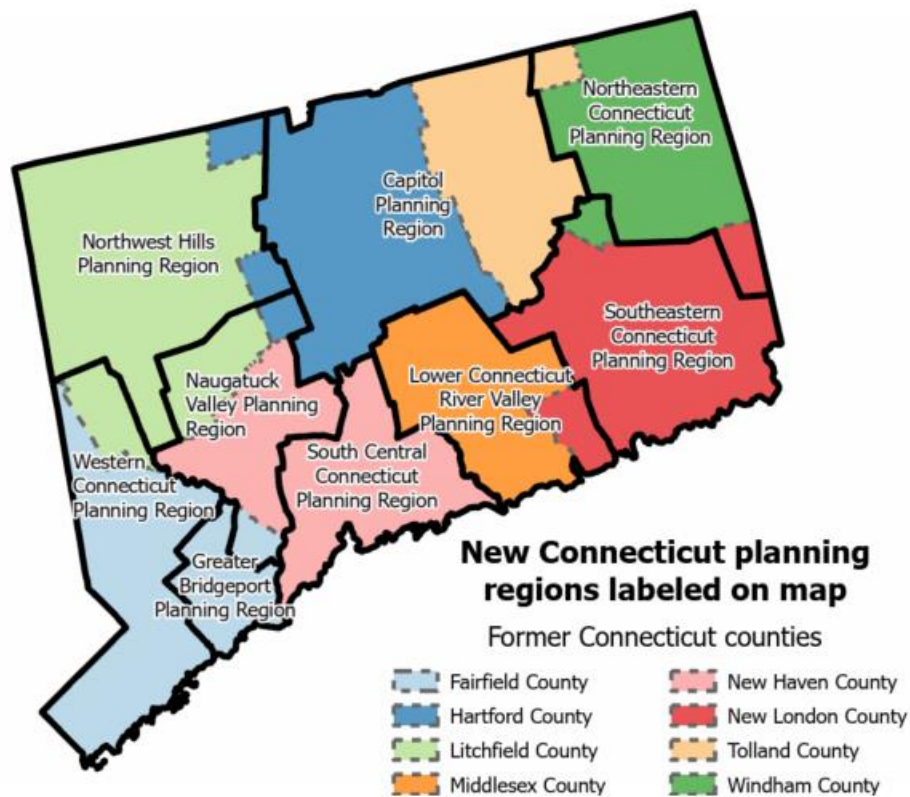 Northeastern
Connecticut
Planning Region
Capitol
Planning
Region
Northwest Hills
Planning Region
Southeastern
Connecticut
Planning Region
Naugatuck
Valley Planning
Region
Lower Connecticut
River Valley
Planning Region
South Central
Connecticut
Planning Region
Western
Connecticut
Planning Region
Greater
Bridgeport
Planning Region
New Connecticut planning
regions labeled on map
Former Connecticut counties
Fairfield County
Hartford County
Litchfield County
Middlesex County
New Haven County
New London County
Tolland County
Windham County